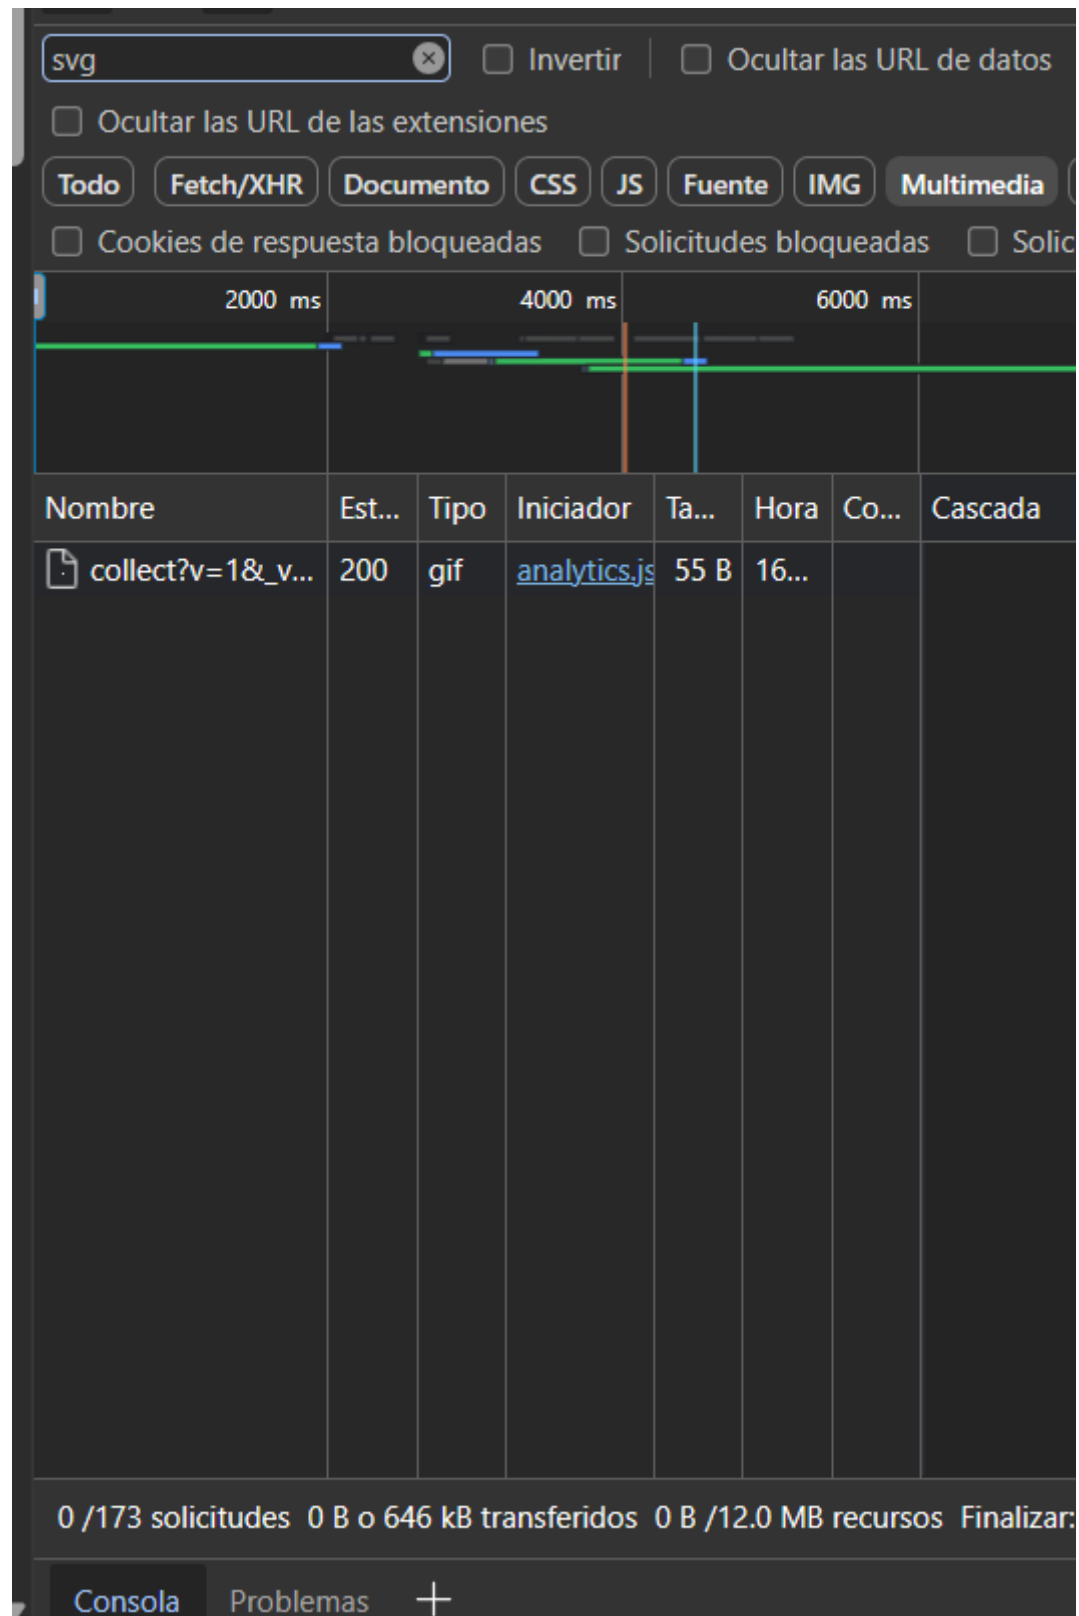 svg Invertir Ocultar las URL de datos
Ocultar las URL de las extensiones
Todo Fetch/XHR Documento CSS JS Fuente IMG Multimedia
Cookies de respuesta bloqueadas Solicitudes bloqueadas Solic
2000 ms 4000 ms 6000 ms
Nombre Est... Tipo Iniciador Ta... Hora Co... Cascada
collect?v=1&_v... 200 gif analytics.js 55 B 16...
0 /173 solicitudes 0 B o 646 kB transferidos 0 B /12.0 MB recursos Finalizar:
Consola Problemas